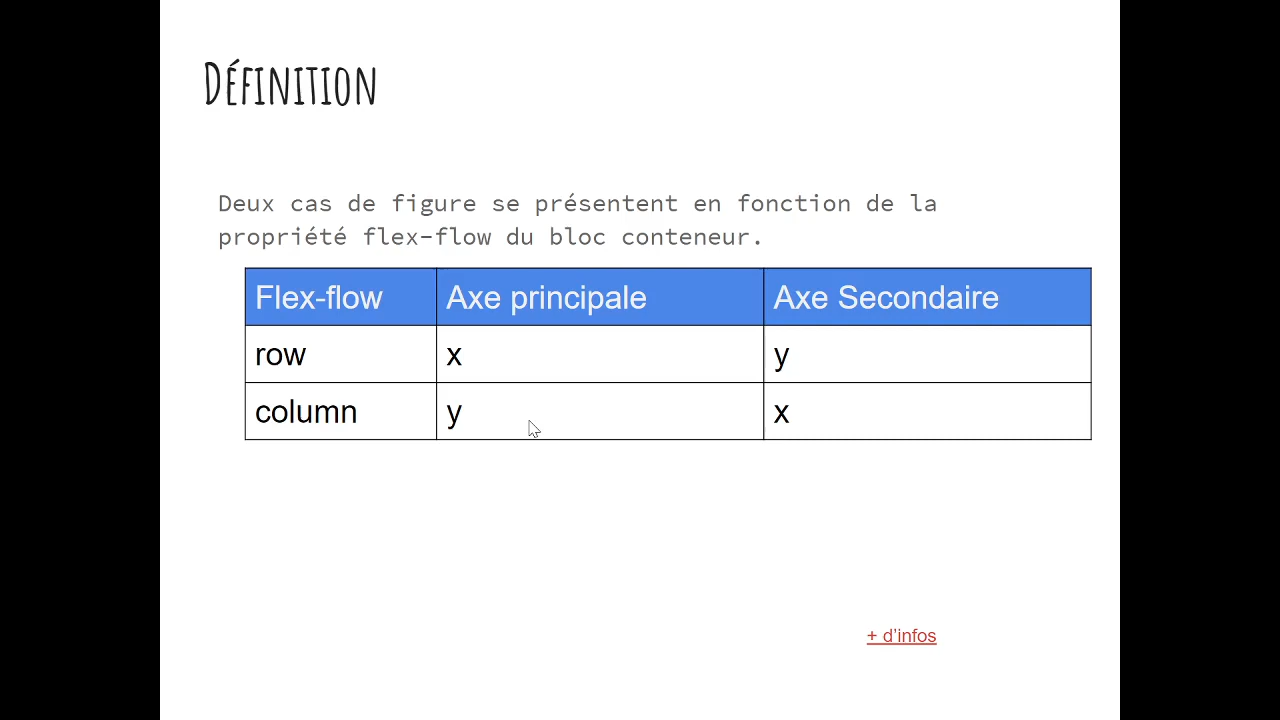 Définition
Deux cas de figure se présentent en fonction de la
propriété flex-flow du bloc conteneur.
Flex-flow Axe principale Axe Secondaire
row x y
column y x
+ d'infos